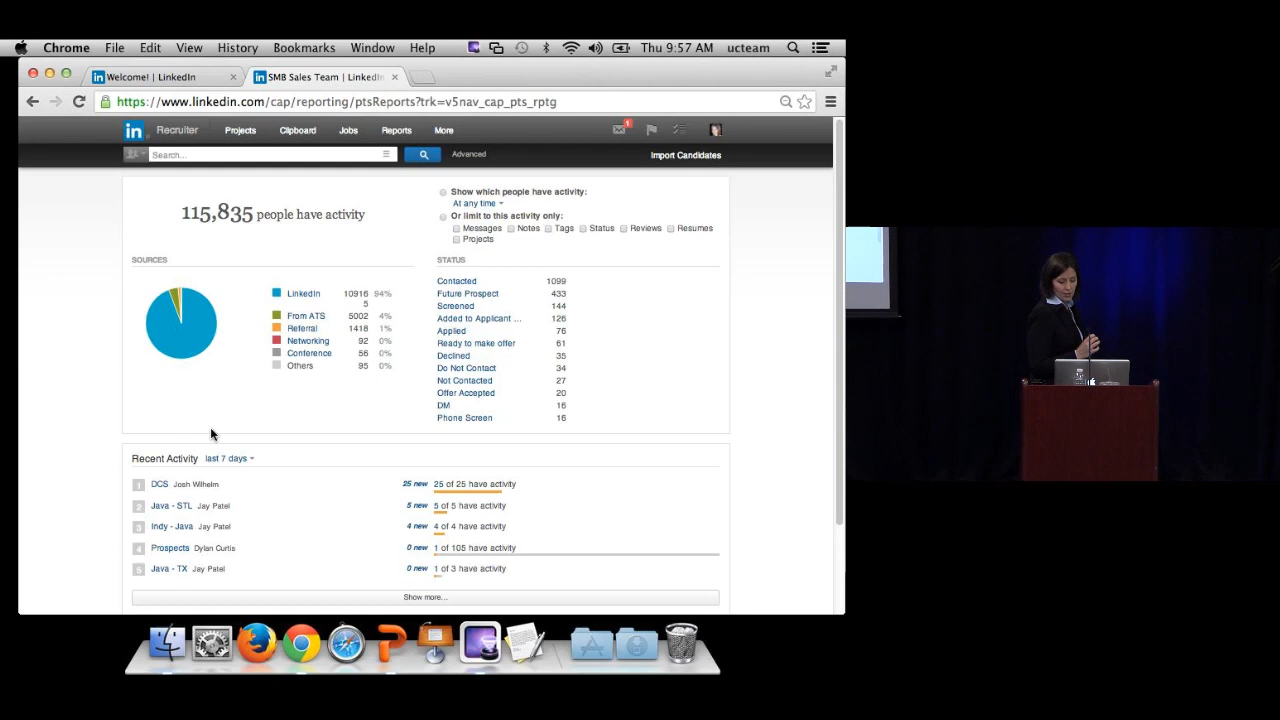 Chrome File Edit View History Bookmarks Window Help Thu 9:57 AM ucteam
in Welcome! | LinkedIn in SMB Sales Team | LinkedIn
https://www.linkedin.com/cap/reporting/ptsReports?trk=v5nav_cap_pts_rptg
in Recruiter Projects Clipboard Jobs Reports More 1
Search... Advanced Import Candidates
115,835 people have activity
Show which people have activity:
At any time
Or limit to this activity only:
Messages Notes Tags Status Reviews Resumes
Projects
SOURCES
LinkedIn 10916 94%
5
From ATS 5002 4%
Referral 1418 1%
Networking 92 0%
Conference 56 0%
Others 95 0%
STATUS
Contacted 1099
Future Prospect 433
Screened 144
Added to Applicant ... 126
Applied 76
Ready to make offer 61
Declined 35
Do Not Contact 34
Not Contacted 27
Offer Accepted 20
DM 16
Phone Screen 16
Recent Activity last 7 days
1 DCS Josh Wilhelm 25 new 25 of 25 have activity
2 Java - STL Jay Patel 5 new 5 of 5 have activity
3 Indy - Java Jay Patel 4 new 4 of 4 have activity
4 Prospects Dylan Curtis 0 new 1 of 105 have activity
5 Java - TX Jay Patel 0 new 1 of 3 have activity
Show more...